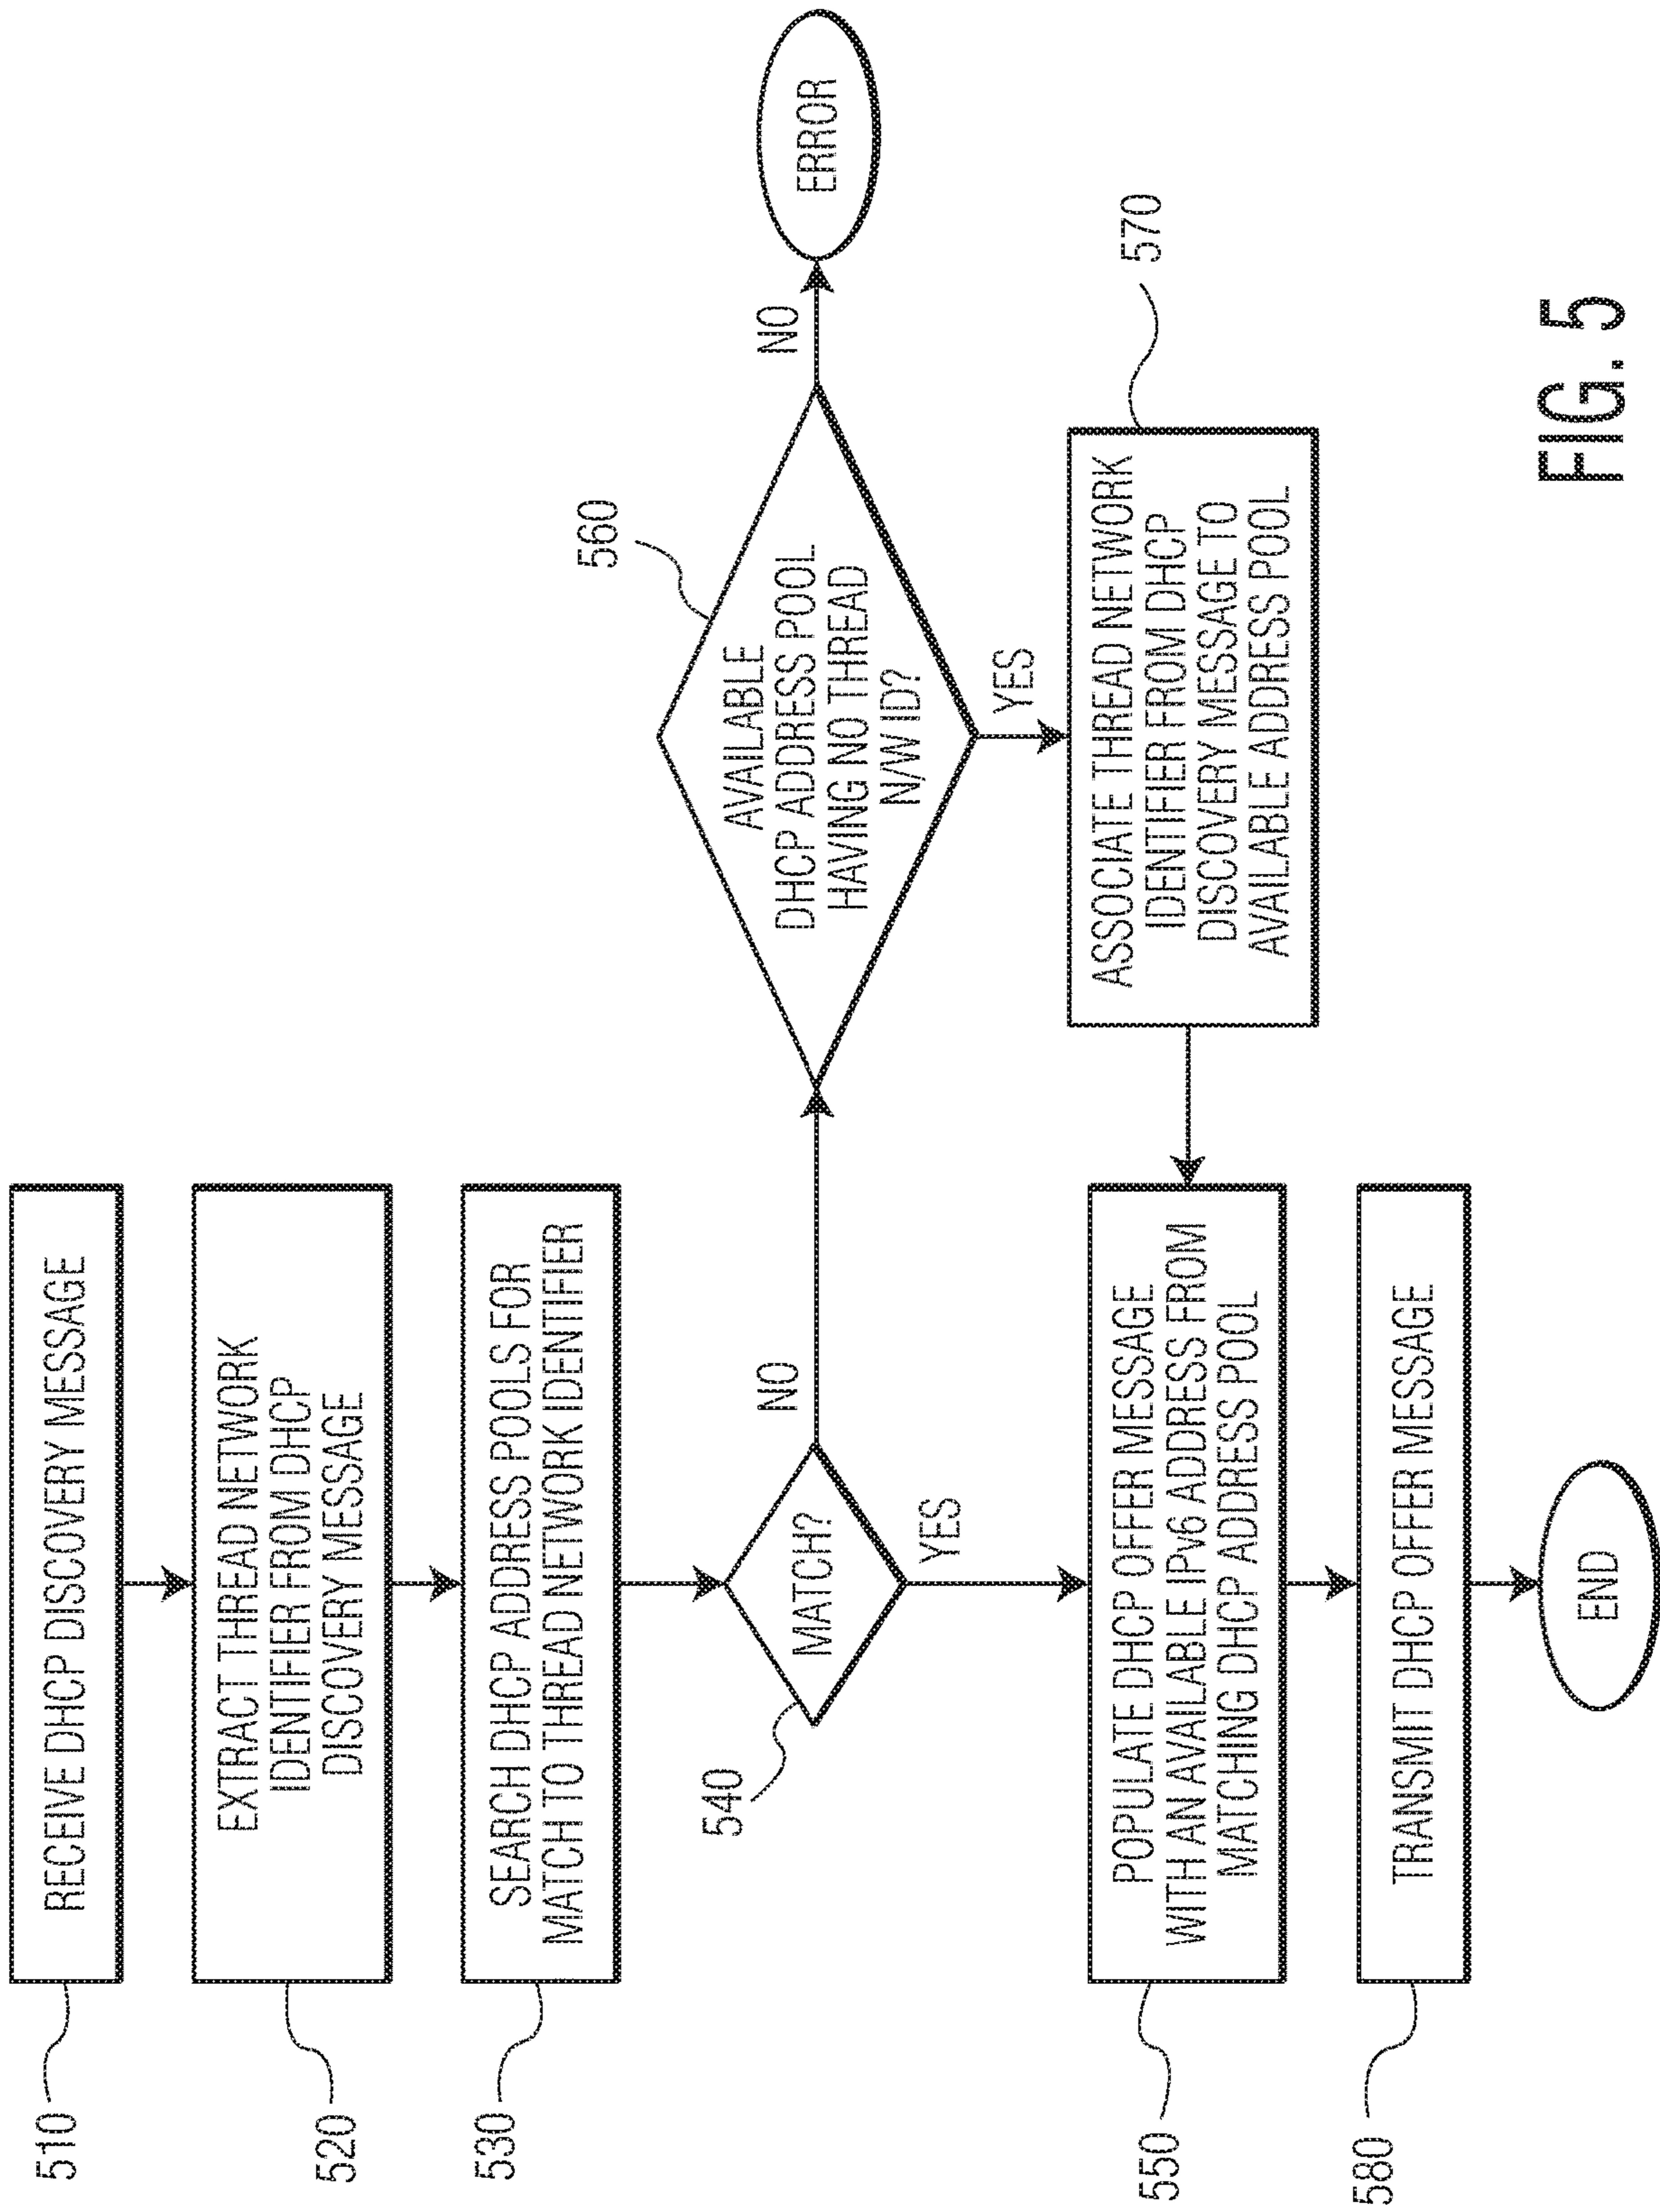 510
RECEIVE DHCP DISCOVERY MESSAGE
520
EXTRACT THREAD NETWORK
IDENTIFIER FROM DHCP
DISCOVERY MESSAGE
530
SEARCH DHCP ADDRESS POOLS FOR
MATCH TO THREAD NETWORK IDENTIFIER
540
MATCH?
NO
YES
560
AVAILABLE
DHCP ADDRESS POOL
HAVING NO THREAD
N/W ID?
NO
ERROR
YES
570
ASSOCIATE THREAD NETWORK
IDENTIFIER FROM DHCP
DISCOVERY MESSAGE TO
AVAILABLE ADDRESS POOL
550
POPULATE DHCP OFFER MESSAGE
WITH AN AVAILABLE IPv6 ADDRESS FROM
MATCHING DHCP ADDRESS POOL
580
TRANSMIT DHCP OFFER MESSAGE
END
FIG. 5